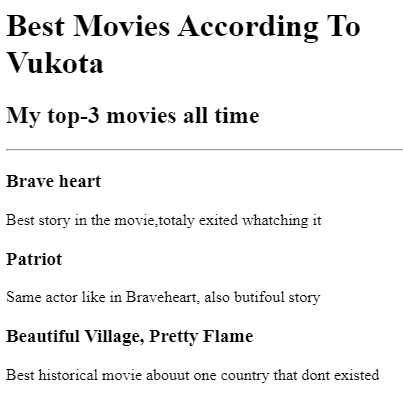 Best Movies According To
Vukota
My top-3 movies all time
Brave heart
Best story in the movie,totaly exited whatching it
Patriot
Same actor like in Braveheart, also butifoul story
Beautiful Village, Pretty Flame
Best historical movie abouut one country that dont existed